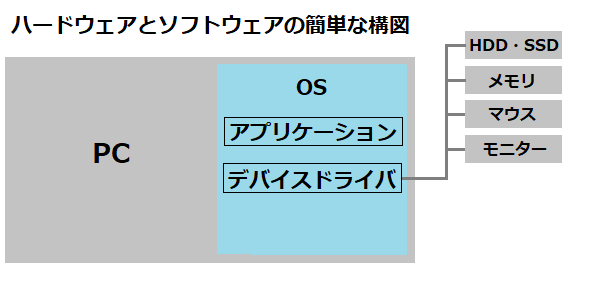 ハードウェアとソフトウェアの簡単な構図
PC
OS
アプリケーション
デバイスドライバ
HDD・SSD
メモリ
マウス
モニター